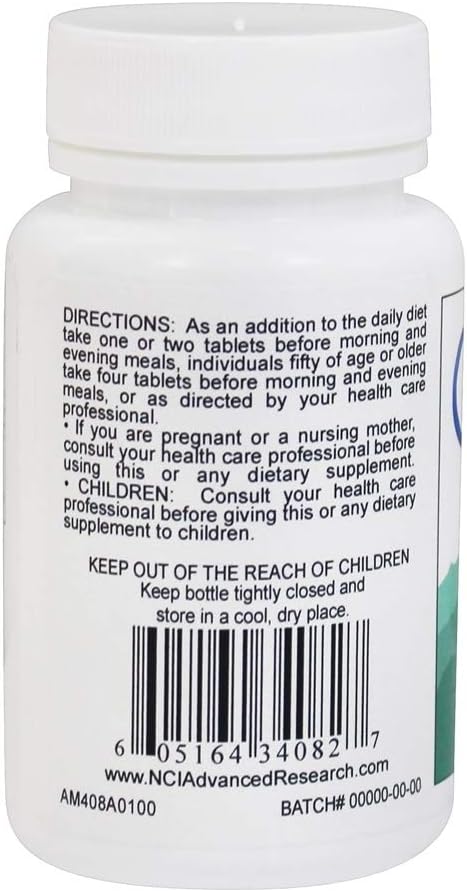 DIRECTIONS: As an addition to the daily diet
take one or two tablets before morning and
evening meals, individuals fifty of age or older
take four tablets before morning and evening
meals, or as directed by your health care
professional.
• If you are pregnant or a nursing mother,
consult your health care professional before
using this or any dietary supplement.
• CHILDREN: Consult your health care
professional before giving this or any dietary
supplement to children.
KEEP OUT OF THE REACH OF CHILDREN
Keep bottle tightly closed and
store in a cool, dry place.
6 05164 34082 7
www.NCIAdvancedResearch.com
AM408A0100 BATCH# 00000-00-00